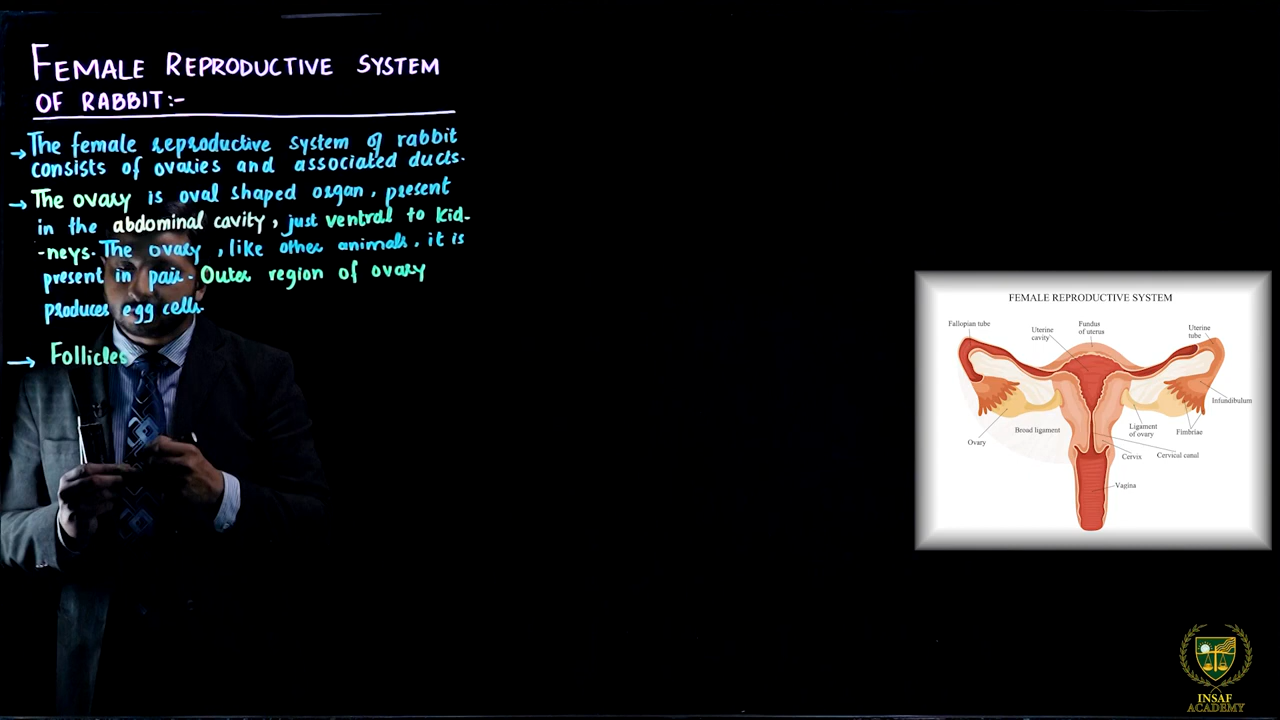 FEMALE REPRODUCTIVE SYSTEM
OF RABBIT:-
→ The female reproductive system of rabbit
consists of ovaries and associated ducts.
→ The ovary is oval shaped organ, present
in the abdominal cavity, just ventral to kid-
-neys. The ovary, like other animals, it is
present in pair. Outer region of ovary
produces egg cells.
→ Follicles
FEMALE REPRODUCTIVE SYSTEM
Fallopian tube
Uterine
cavity
Fundus
of uterus
Uterine
tube
Infundibulum
Ovary
Broad ligament
Ligament
of ovary
Fimbriae
Cervix
Cervical canal
Vagina
INSAF
ACADEMY